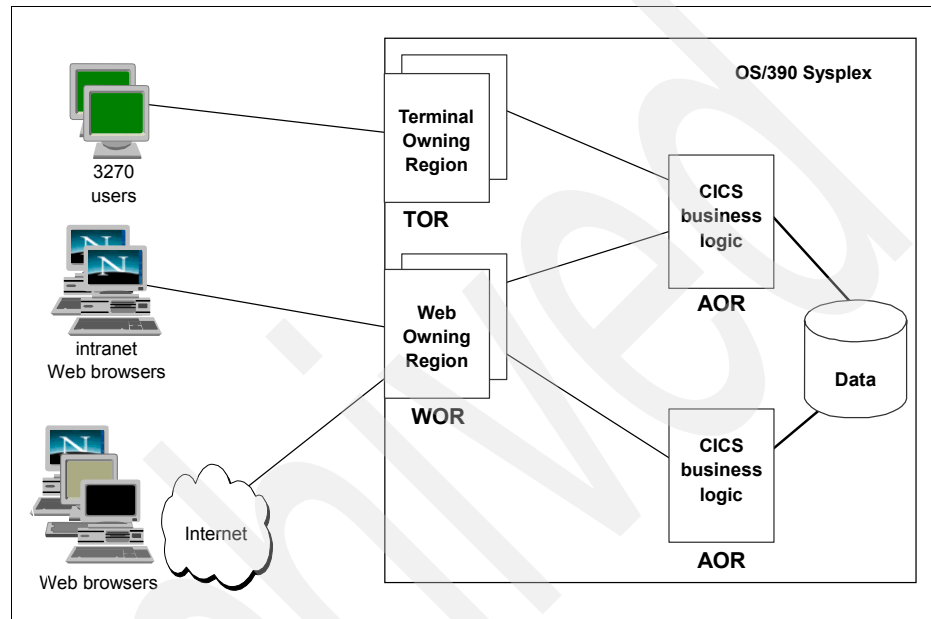 OS/390 Sysplex
Terminal
Owning
Region
TOR
3270
users
CICS
business
logic
AOR
N
N
intranet
Web browsers
Web
Owning
Region
WOR
Data
N
Web browsers
Internet
CICS
business
logic
AOR
hived